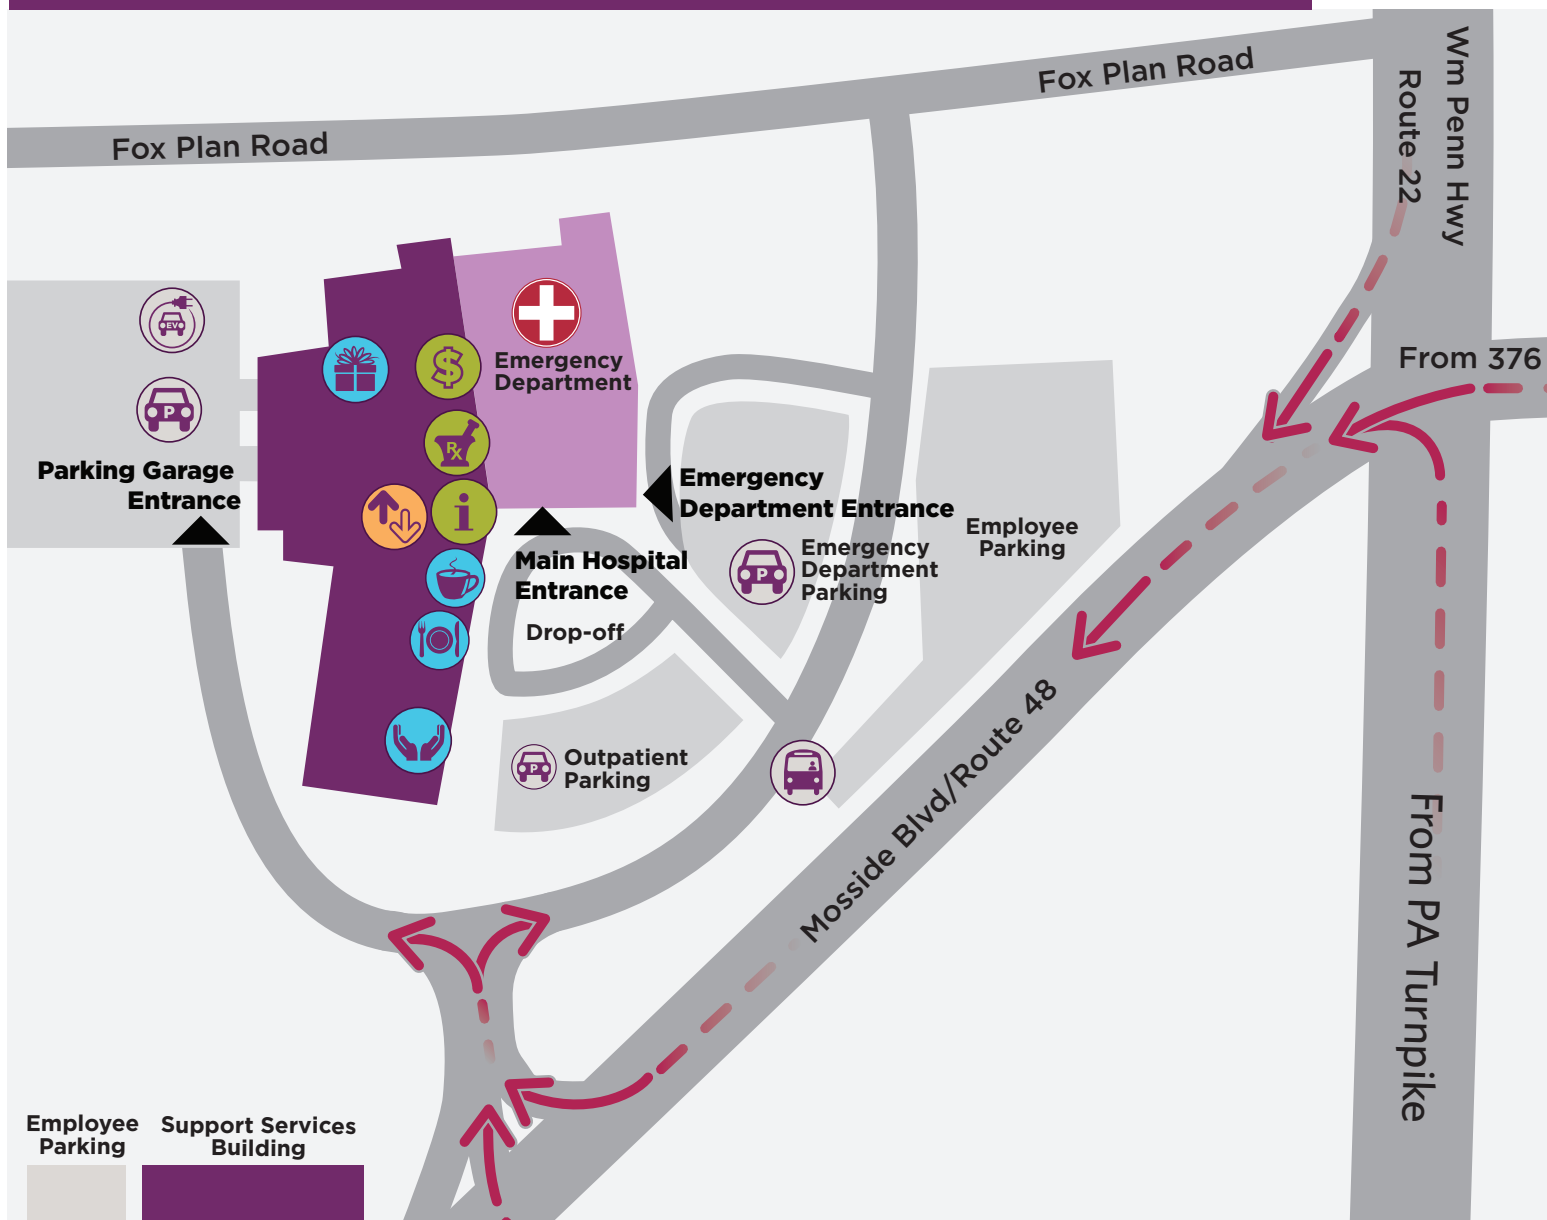 Fox Plan Road
Fox Plan Road
Wm Penn Hwy
Route 22
From 376
EV
P
Parking Garage
Entrance
$
Emergency
Department
RX
i
Emergency
Department Entrance
Main Hospital
Entrance
Drop-off
P
Emergency
Department
Parking
Employee
Parking
P
Outpatient
Parking
Mosside Blvd/Route 48
From PA Turnpike
Employee
Parking
Support Services
Building